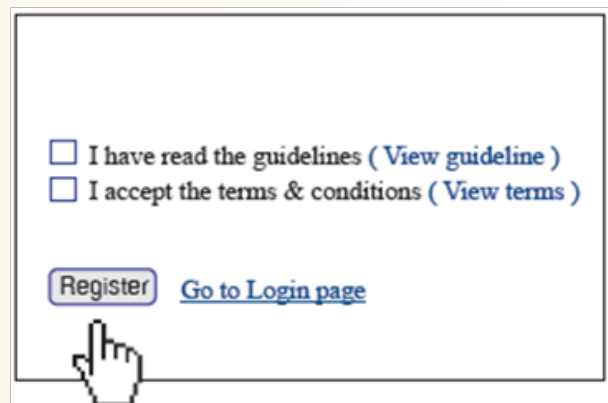 I have read the guidelines ( View guideline )
I accept the terms & conditions ( View terms )
Register Go to Login page